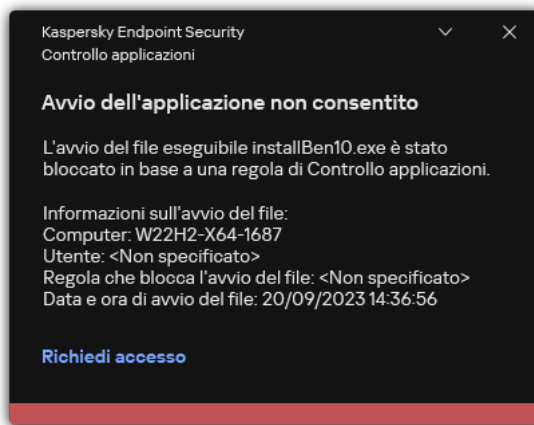 Kaspersky Endpoint Security
Controllo applicazioni
Avvio dell'applicazione non consentito
L'avvio del file eseguibile installBen10.exe è stato
bloccato in base a una regola di Controllo applicazioni.
Informazioni sull'avvio del file:
Computer: W22H2-X64-1687
Utente: <Non specificato>
Regola che blocca l'avvio del file: <Non specificato>
Data e ora di avvio del file: 20/09/2023 14:36:56
Richiedi accesso